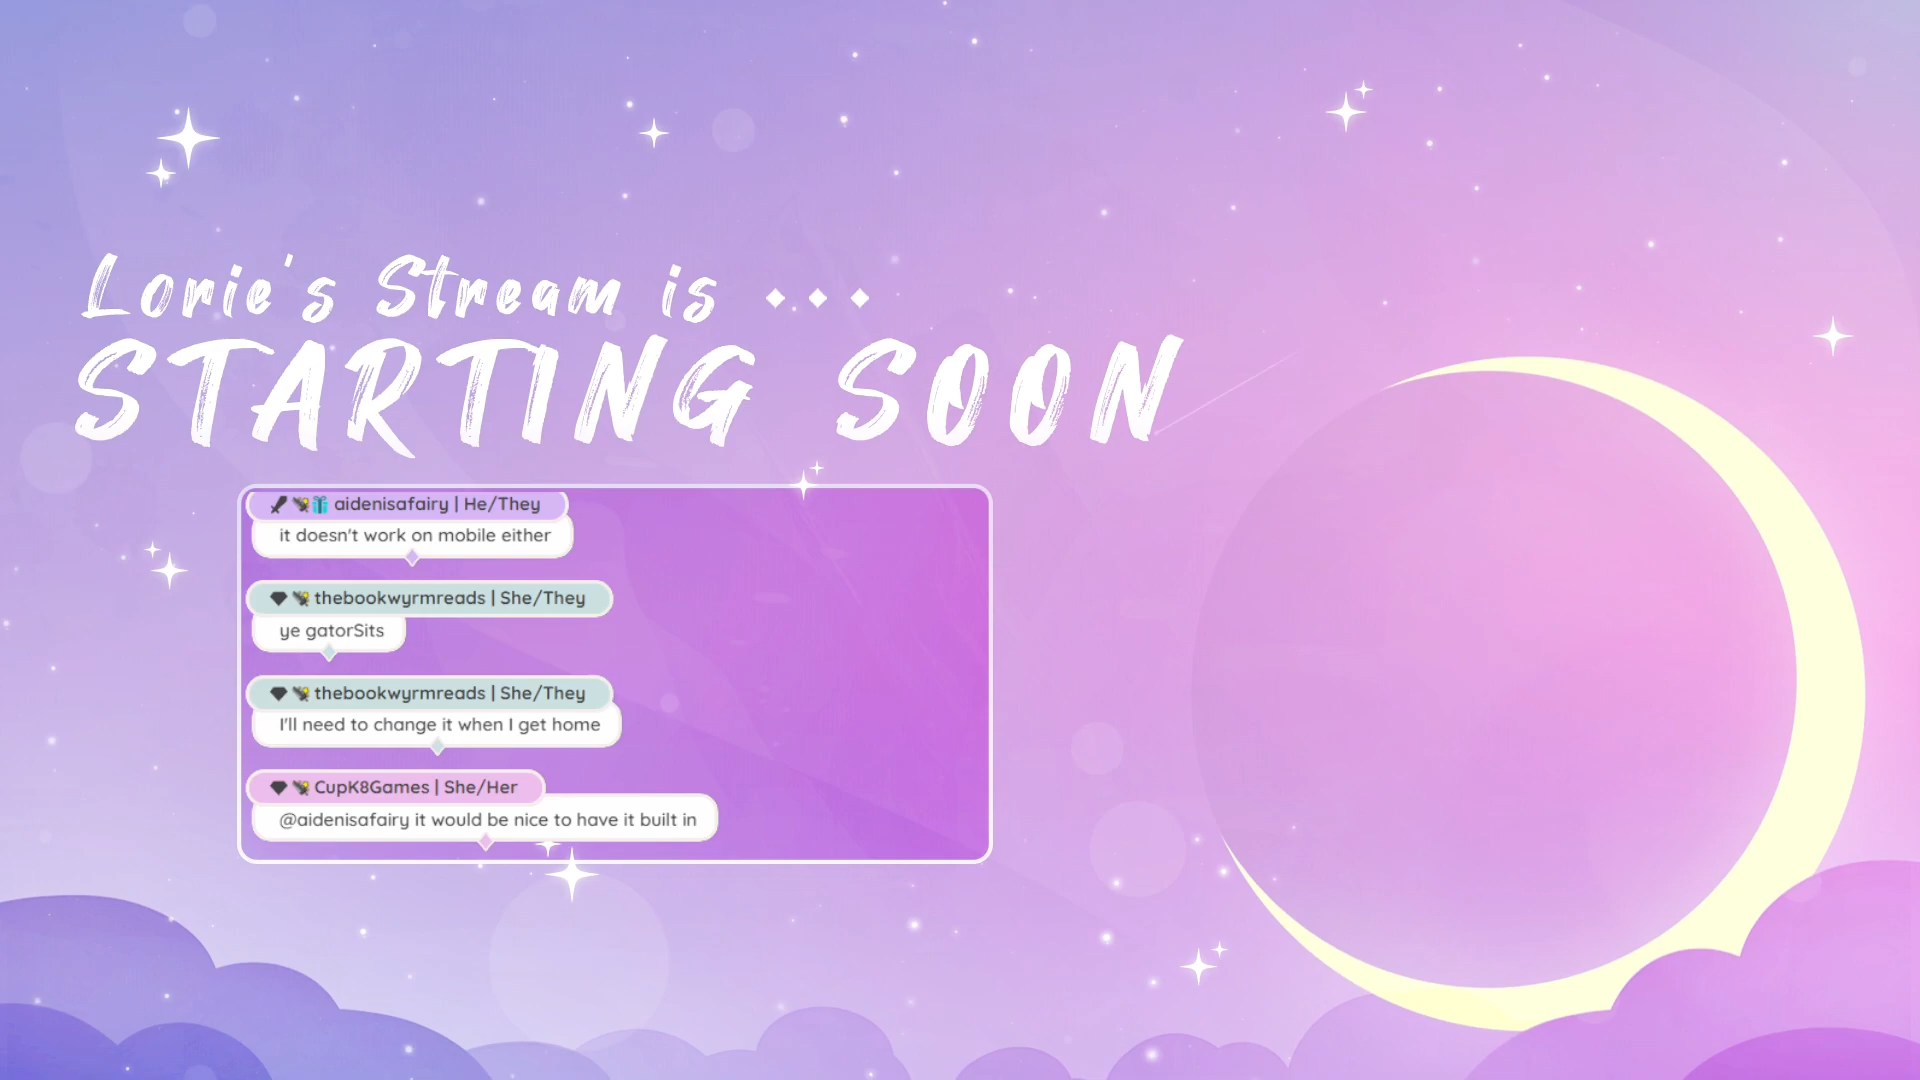 Lorie's Stream is
STARTING SOON
aidenisafairy | He/They
it doesn't work on mobile either
thebookwyrmreads | She/They
ye gatorSits
thebookwyrmreads | She/They
I'll need to change it when I get home
CupK8Games | She/Her
@aidenisafairy it would be nice to have it built in